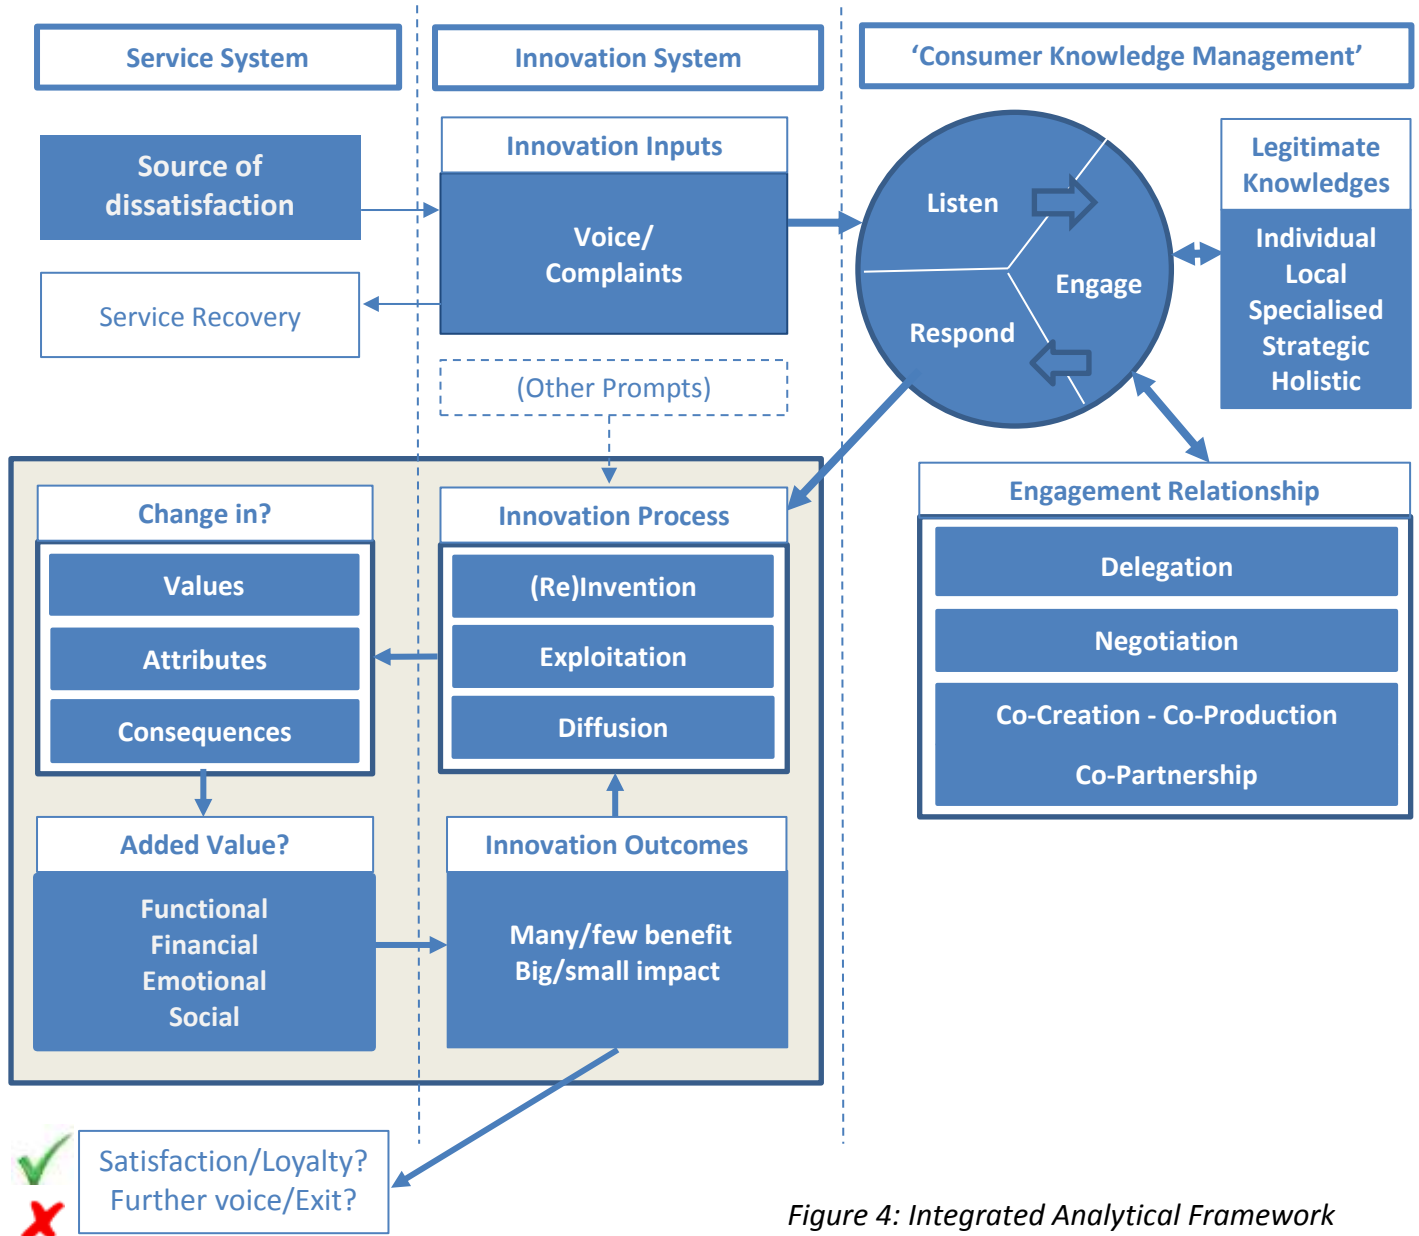 Service System
Innovation System
‘Consumer Knowledge Management’
Source of
dissatisfaction
Service Recovery
Innovation Inputs
Voice/
Complaints
(Other Prompts)
Listen
Engage
Respond
Legitimate
Knowledges
Individual
Local
Specialised
Strategic
Holistic
Change in?
Values
Attributes
Consequences
Innovation Process
(Re)Invention
Exploitation
Diffusion
Engagement Relationship
Delegation
Negotiation
Co-Creation - Co-Production
Co-Partnership
Added Value?
Functional
Financial
Emotional
Social
Innovation Outcomes
Many/few benefit
Big/small impact
Satisfaction/Loyalty?
Further voice/Exit?
Figure 4: Integrated Analytical Framework